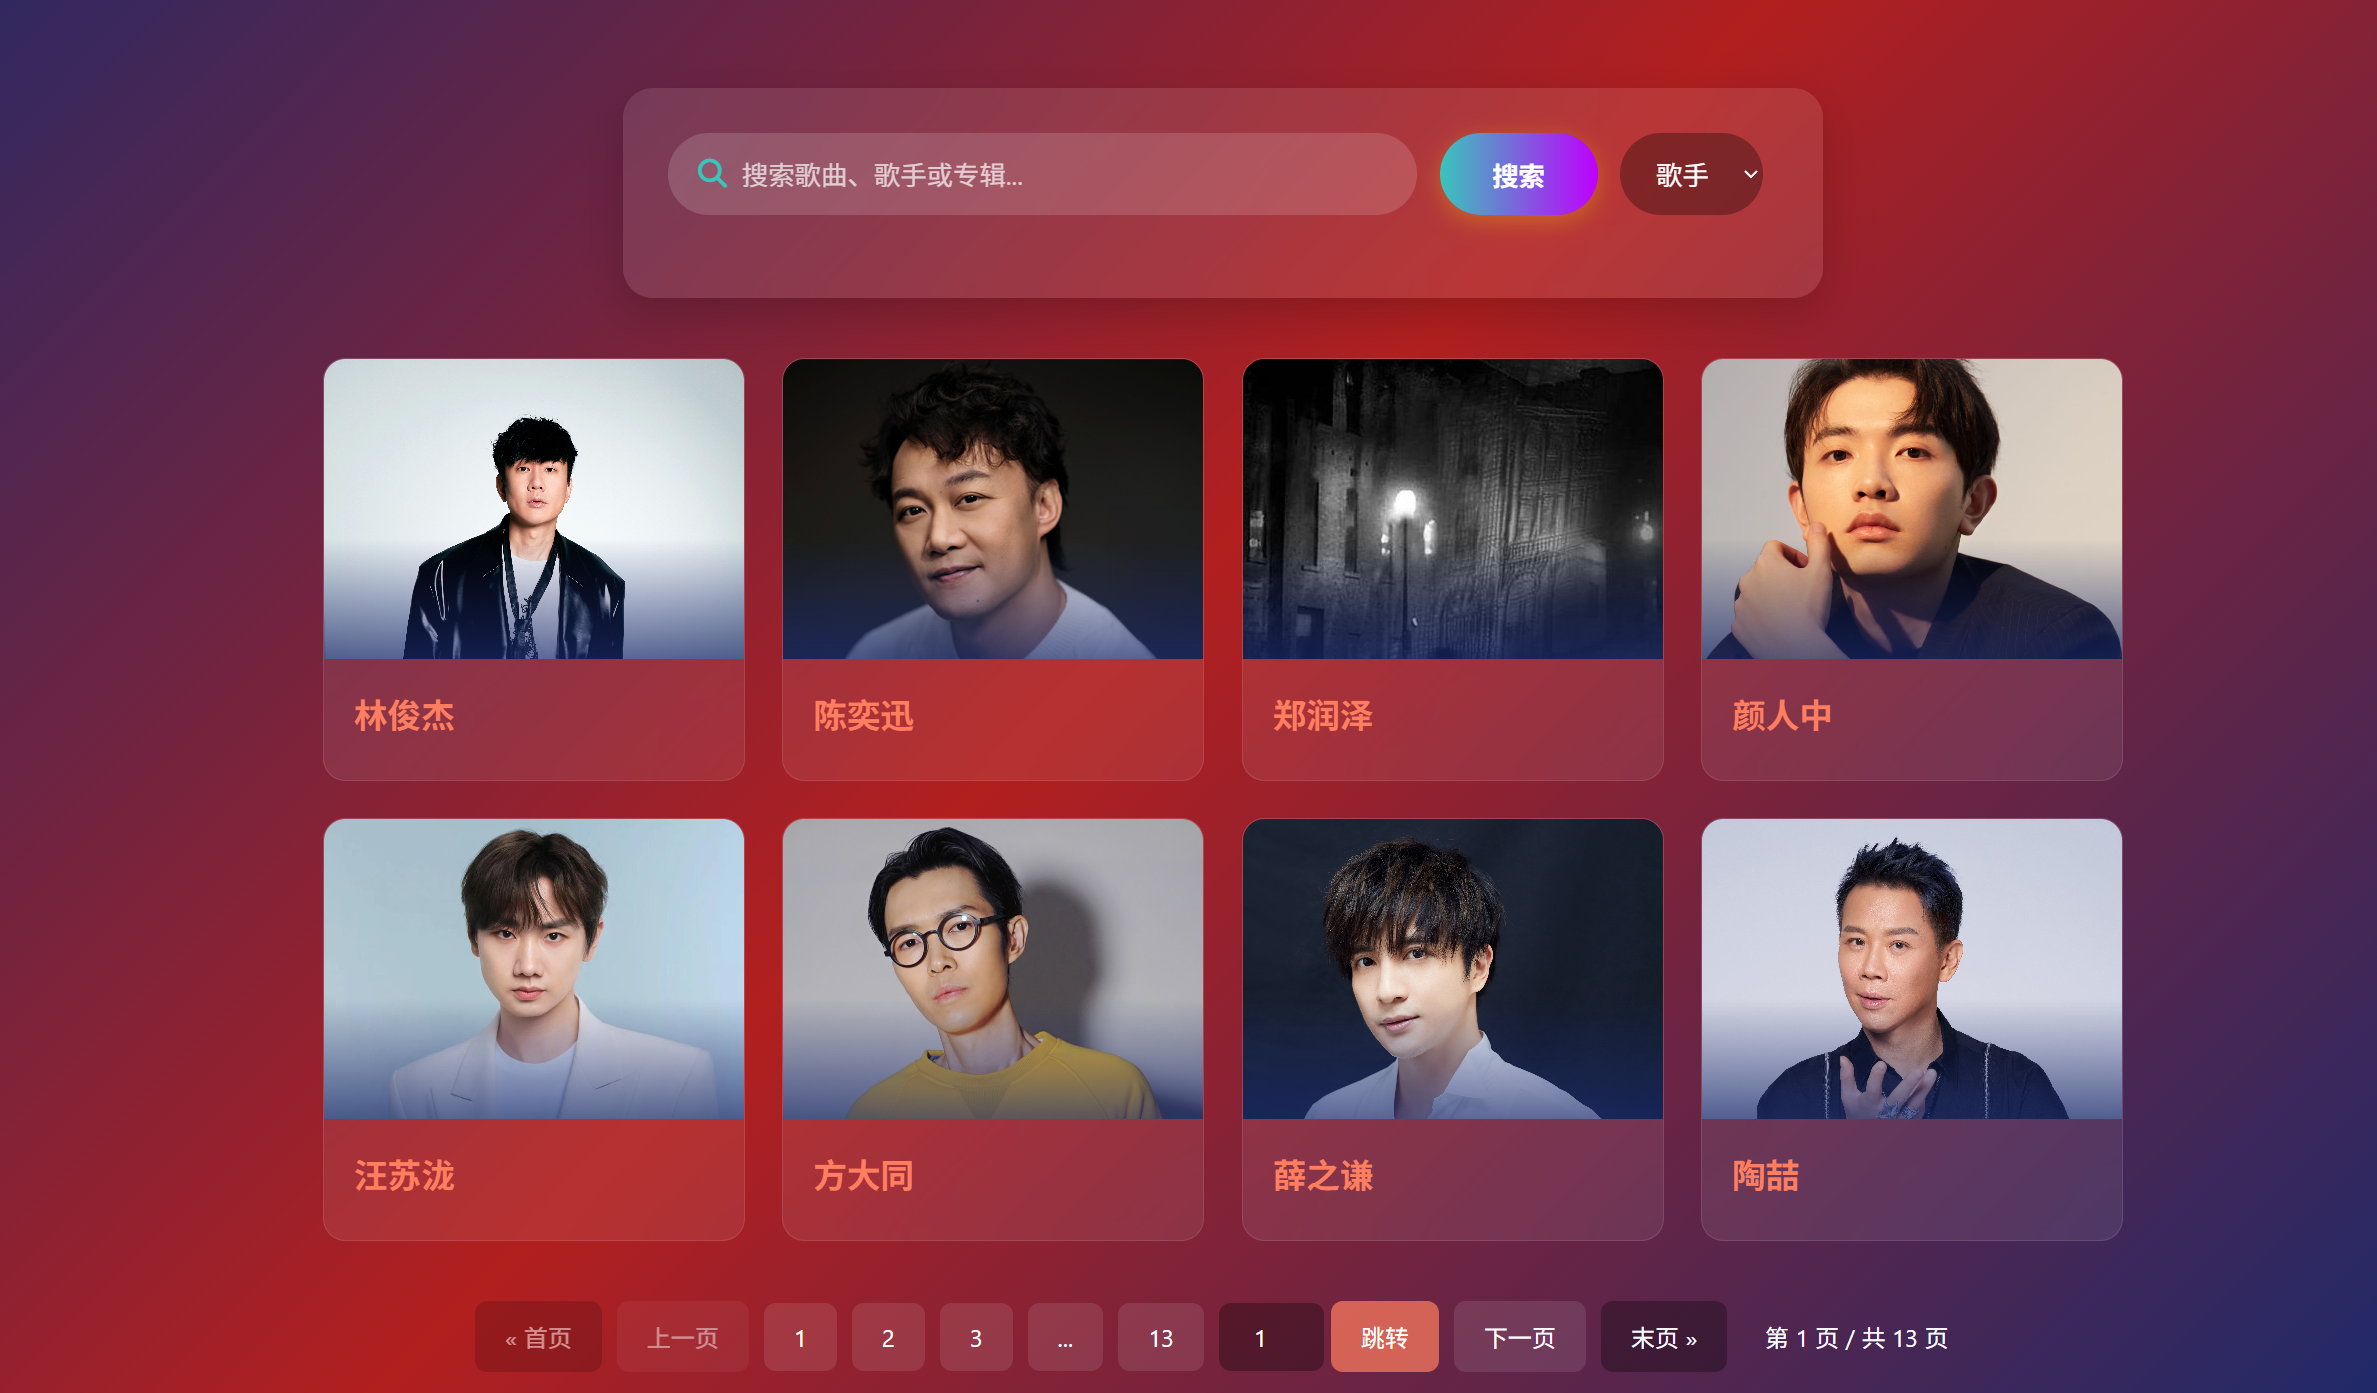 搜索歌曲、歌手或专辑...
搜索
歌手
林俊杰
陈奕迅
郑润泽
颜人中
汪苏泷
方大同
薛之谦
陶喆
« 首页
上一页
1
2
3
...
13
1
跳转
下一页
末页 »
第 1 页 / 共 13 页